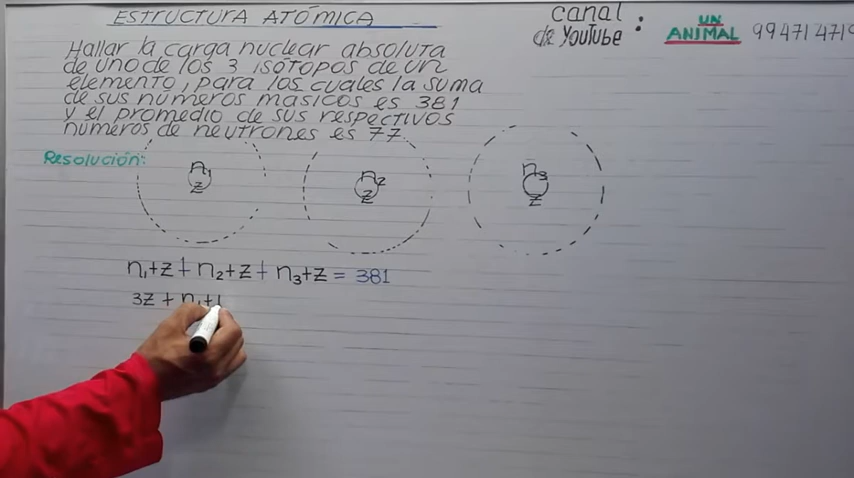 ESTRUCTURA ATÓMICA
canal de YouTube : UN ANIMAL 994714719
Hallar la carga nuclear absoluta
de uno de los 3 isótopos de un
elemento, para los cuales la suma
de sus números másicos es 381
y el promedio de sus respectivos
números de neutrones es 77.
Resolución:
n₁ n₂ n₃
z z z
n₁+z + n₂+z + n₃+z = 381
3z + n₁+